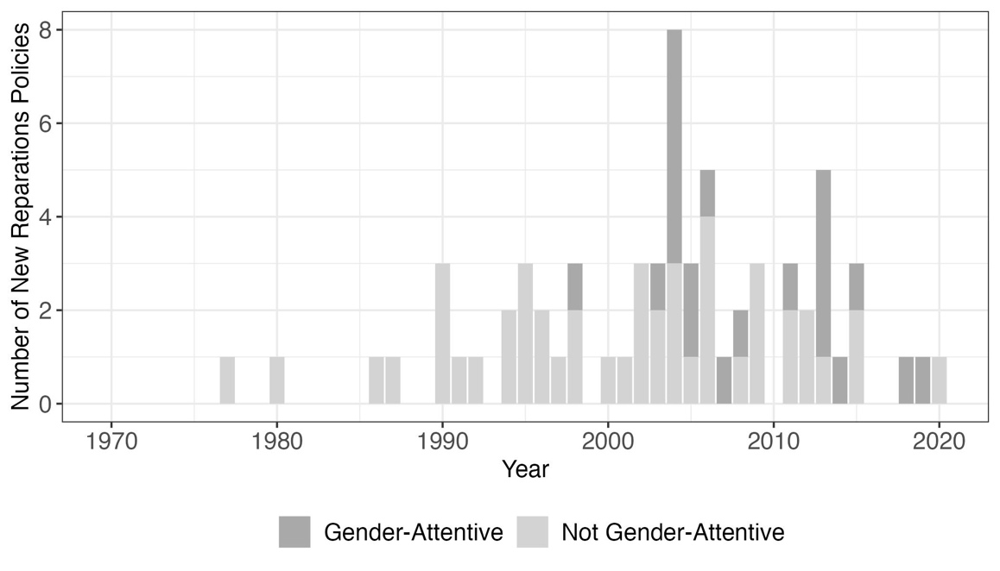 Number of New Reparations Policies
8
6
4
2
0
1970 1980 1990 2000 2010 2020
Year
Gender-Attentive Not Gender-Attentive